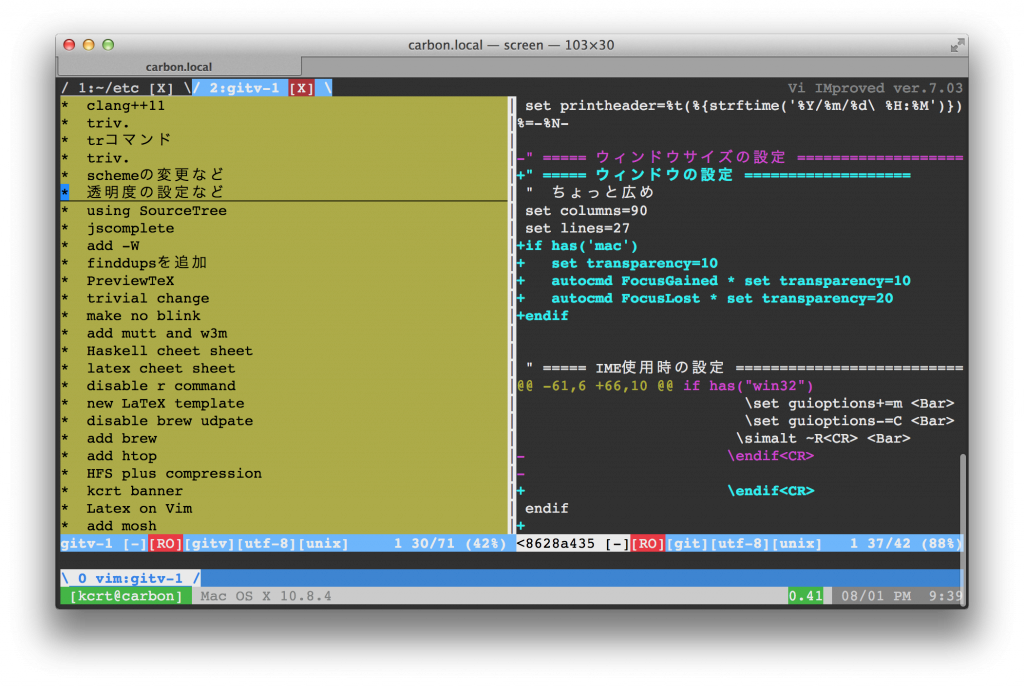 carbon.local — screen — 103×30
carbon.local
/ 1:~/etc [X] \/ 2:gitv-1 [X] \ Vi IMproved ver.7.03
* clang++11
* triv.
* trコマンド
* triv.
* schemeの変更など
* 透明度の設定など
* using SourceTree
* jscomplete
* add -W
* finddupsを追加
* PreviewTeX
* trivial change
* make no blink
* add mutt and w3m
* Haskell cheet sheet
* latex cheet sheet
* disable r command
* new LaTeX template
* disable brew udpate
* add brew
* add htop
* HFS plus compression
* kcrt banner
* Latex on Vim
* add mosh
gitv-1 [-][RO][gitv][utf-8][unix] 1 30/71 (42%)
set printheader=%t(%{strftime('%Y/%m/%d\ %H:%M')})
%=-%N-
-" ===== ウィンドウサイズの設定 ===================
+" ===== ウィンドウの設定 ===================
" ちょっと広め
set columns=90
set lines=27
+if has('mac')
+ set transparency=10
+ autocmd FocusGained * set transparency=10
+ autocmd FocusLost * set transparency=20
+endif
" ===== IME使用時の設定 ==========================
@@ -61,6 +66,10 @@ if has("win32")
\set guioptions+=m <Bar>
\set guioptions-=C <Bar>
\simalt ~R<CR> <Bar>
- \endif<CR>
-
+ \endif<CR>
endif
+
<8628a435 [-][RO][git][utf-8][unix] 1 37/42 (88%)
\ 0 vim:gitv-1 /
[kcrt@carbon] Mac OS X 10.8.4 0.41 08/01 PM 9:39